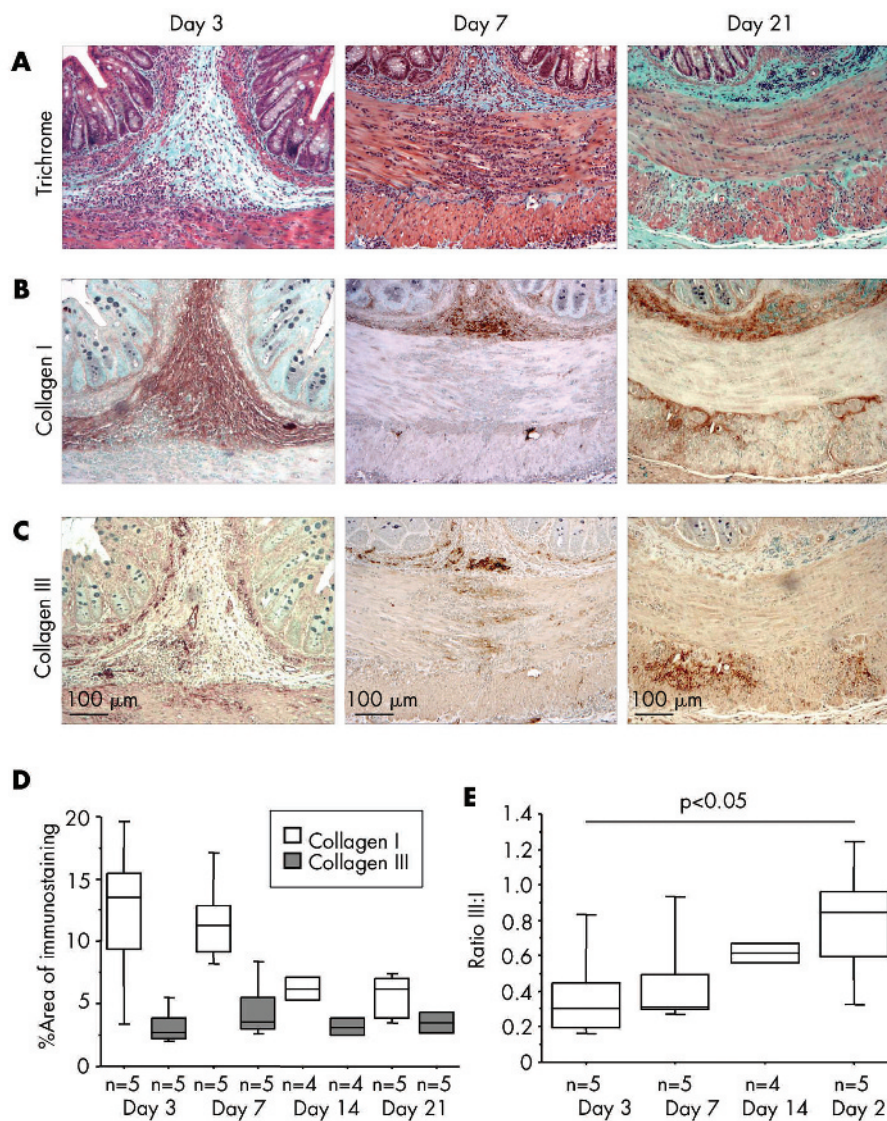 Day 3 Day 7 Day 21
A
Trichrome
B
Collagen I
C
Collagen III
100 μm 100 μm 100 μm
D
%Area of immunostaining
20
15
10
5
0
Collagen I
Collagen III
n=5 n=5 n=5 n=5 n=4 n=4 n=5 n=5
Day 3 Day 7 Day 14 Day 21
E
p<0.05
Ratio III:I
1.4
1.2
1.0
0.8
0.6
0.4
0.2
0
n=5 n=5 n=4 n=5
Day 3 Day 7 Day 14 Day 2